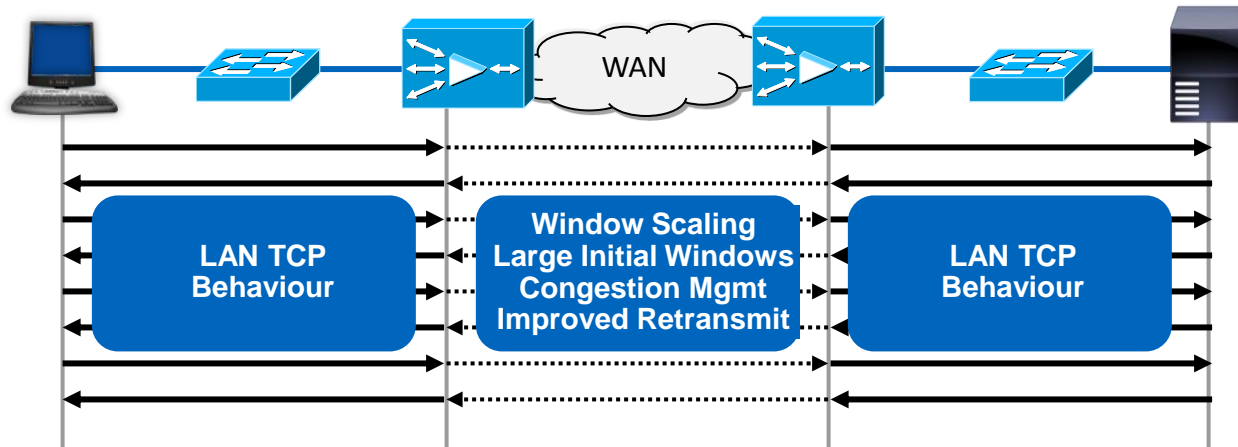 WAN
LAN TCP
Behaviour
Window Scaling
Large Initial Windows
Congestion Mgmt
Improved Retransmit
LAN TCP
Behaviour